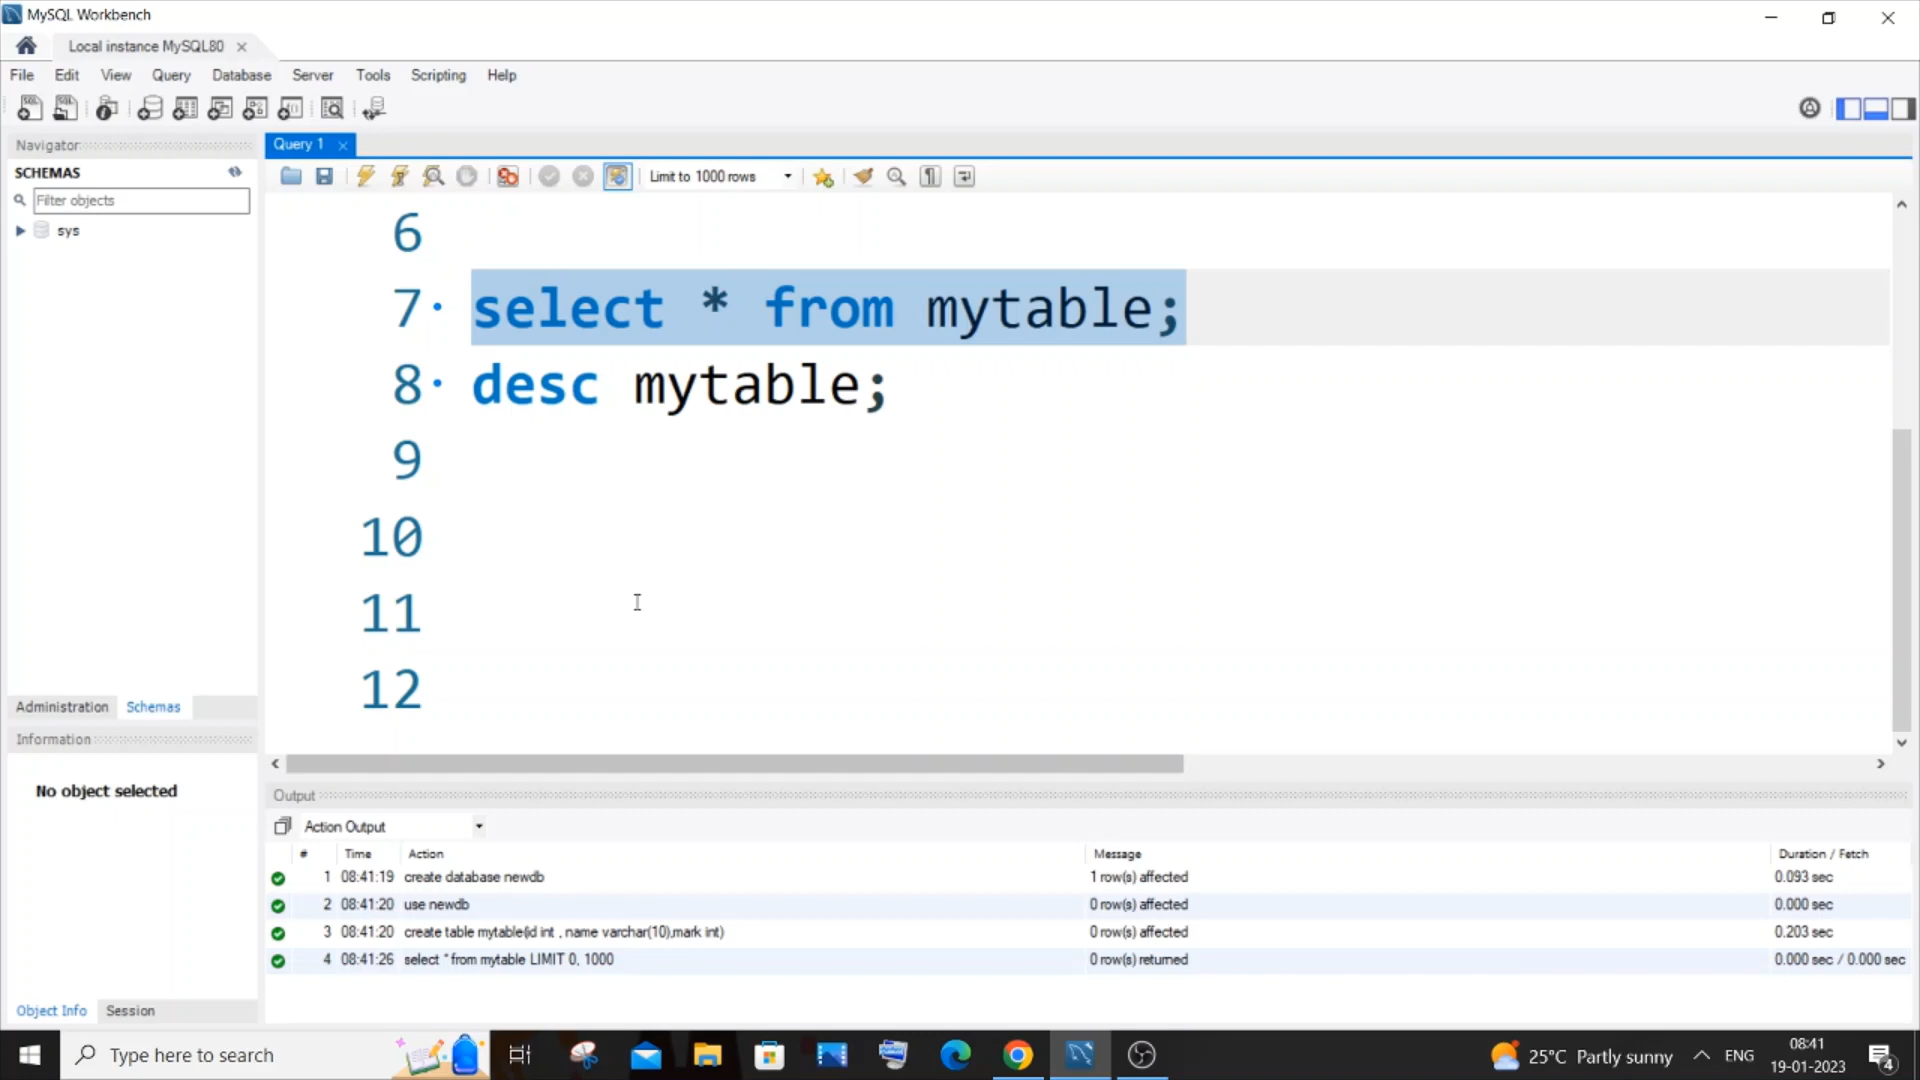 MySQL Workbench
Local instance MySQL80
File Edit View Query Database Server Tools Scripting Help
Navigator
SCHEMAS
Filter objects
sys
Administration Schemas
Information
No object selected
Object Info Session
Query 1
Limit to 1000 rows
6
7 select * from mytable;
8 desc mytable;
9
10
11
12
Output
Action Output
# Time Action Message Duration / Fetch
1 08:41:19 create database newdb 1 row(s) affected 0.093 sec
2 08:41:20 use newdb 0 row(s) affected 0.000 sec
3 08:41:20 create table mytable(id int , name varchar(10),mark int) 0 row(s) affected 0.203 sec
4 08:41:26 select * from mytable LIMIT 0, 1000 0 row(s) returned 0.000 sec / 0.000 sec
Type here to search
25°C Partly sunny
ENG
08:41
19-01-2023
4